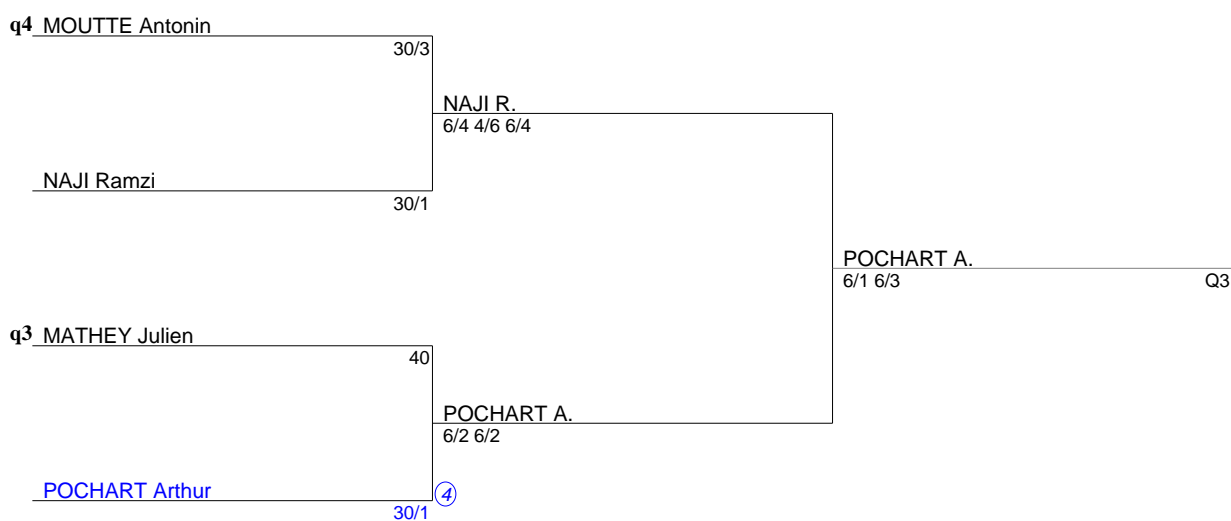 q4 MOUTTE Antonin
30/3
NAJI R.
6/4 4/6 6/4
NAJI Ramzi
30/1
POCHART A.
6/1 6/3
Q3
q3 MATHEY Julien
40
POCHART A.
6/2 6/2
POCHART Arthur
4
30/1